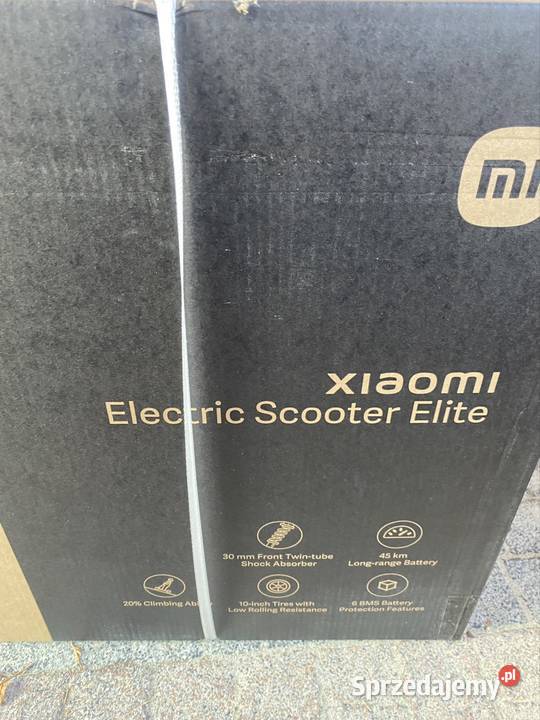 mi
xiaomi
Electric Scooter Elite
30 mm Front Twin-tube
Shock Absorber
45 km
Long-range Battery
20% Climbing Abi
10-inch Tires with
Low Rolling Resistance
6 BMS Battery
Protection Features
Sprzedajemy.pl